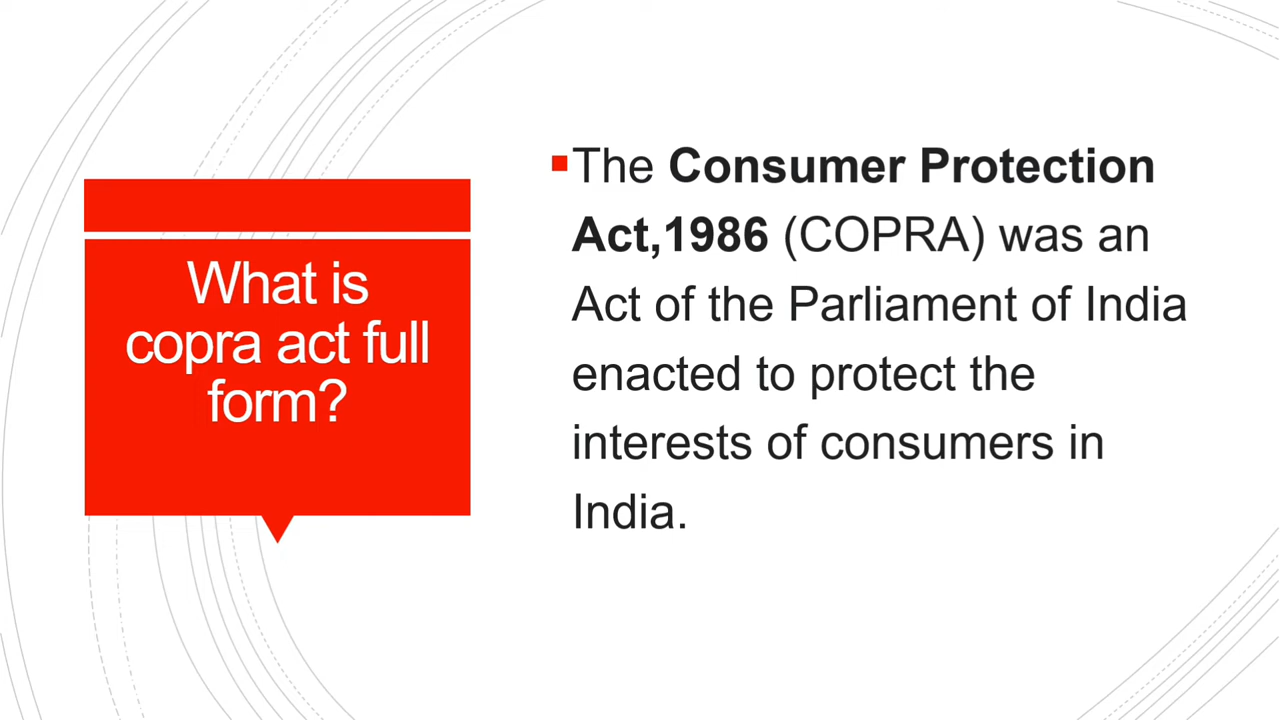 What is
copra act full
form?
▪The Consumer Protection
Act,1986 (COPRA) was an
Act of the Parliament of India
enacted to protect the
interests of consumers in
India.